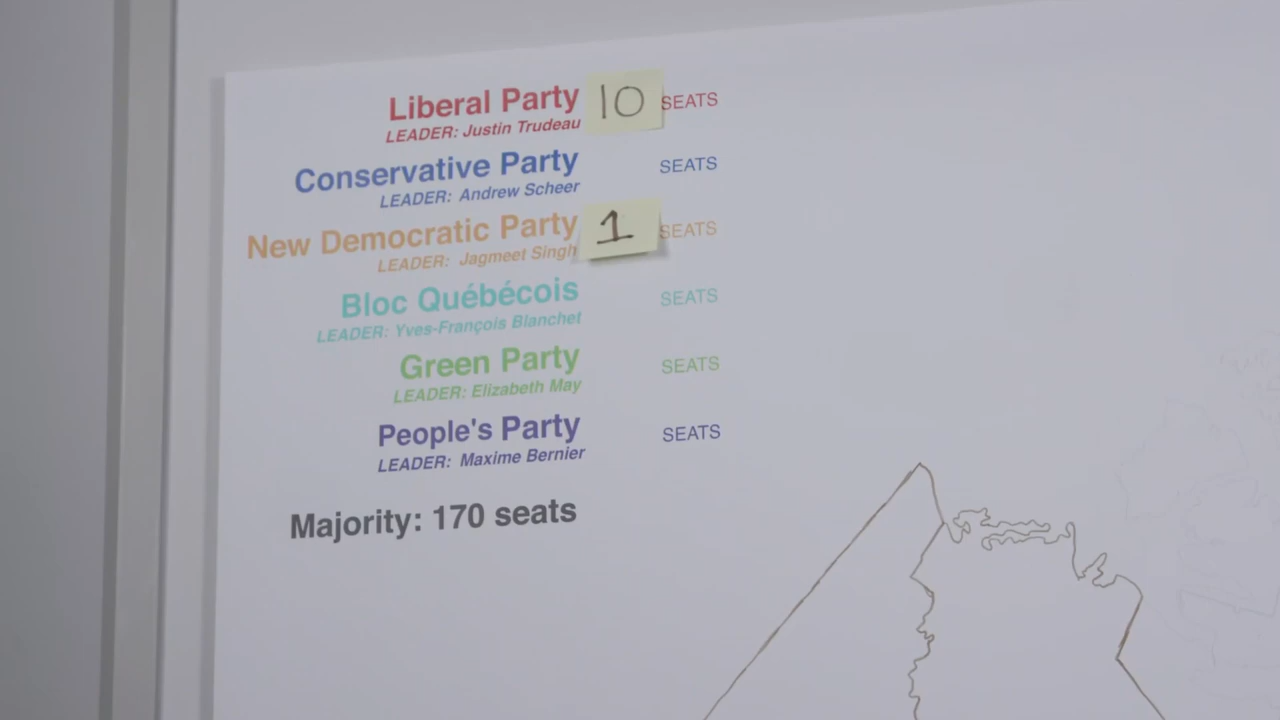 Liberal Party 10 SEATS
LEADER: Justin Trudeau
Conservative Party SEATS
LEADER: Andrew Scheer
New Democratic Party 1 SEATS
LEADER: Jagmeet Singh
Bloc Québécois SEATS
LEADER: Yves-François Blanchet
Green Party SEATS
LEADER: Elizabeth May
People's Party SEATS
LEADER: Maxime Bernier
Majority: 170 seats